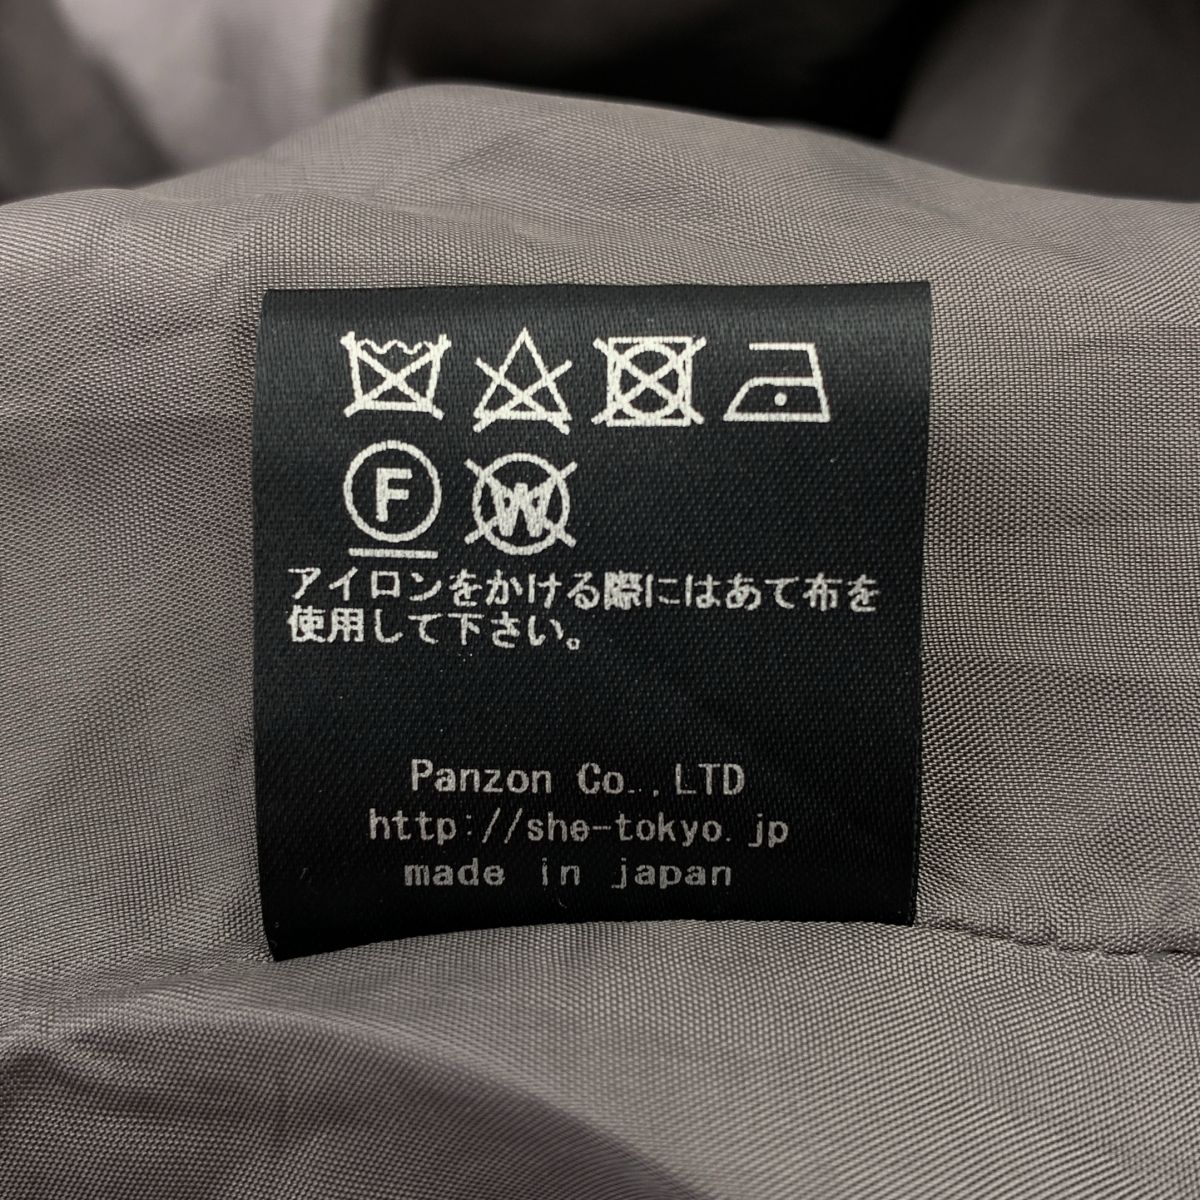 F W
アイロンをかける際にはあて布を
使用して下さい。
Panzon Co.,LTD
http://she-tokyo.jp
made in japan